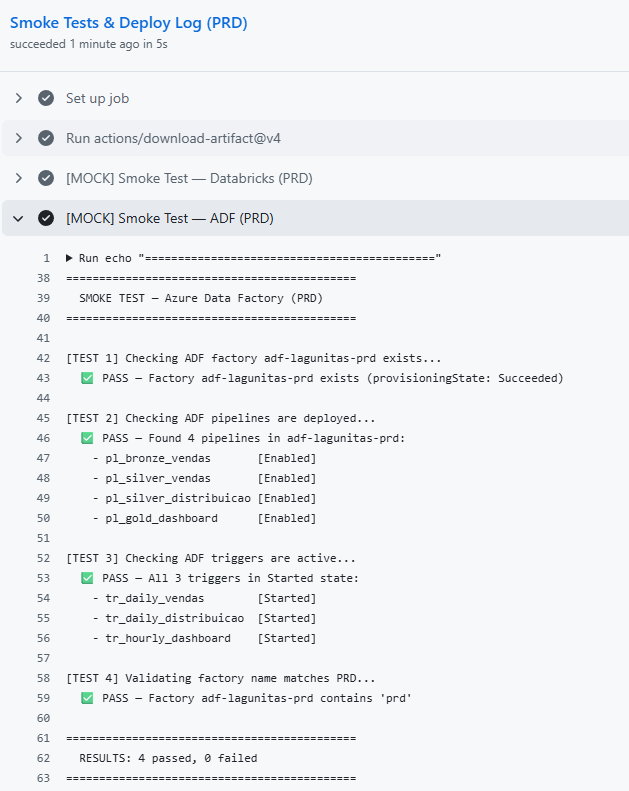 Smoke Tests & Deploy Log (PRD)
succeeded 1 minute ago in 5s
Set up job
Run actions/download-artifact@v4
[MOCK] Smoke Test — Databricks (PRD)
[MOCK] Smoke Test — ADF (PRD)
1 ▶ Run echo "============================================"
38 ============================================
39 SMOKE TEST — Azure Data Factory (PRD)
40 ============================================
41
42 [TEST 1] Checking ADF factory adf-lagunitas-prd exists...
43 ✅ PASS — Factory adf-lagunitas-prd exists (provisioningState: Succeeded)
44
45 [TEST 2] Checking ADF pipelines are deployed...
46 ✅ PASS — Found 4 pipelines in adf-lagunitas-prd:
47 - pl_bronze_vendas [Enabled]
48 - pl_silver_vendas [Enabled]
49 - pl_silver_distribuicao [Enabled]
50 - pl_gold_dashboard [Enabled]
51
52 [TEST 3] Checking ADF triggers are active...
53 ✅ PASS — All 3 triggers in Started state:
54 - tr_daily_vendas [Started]
55 - tr_daily_distribuicao [Started]
56 - tr_hourly_dashboard [Started]
57
58 [TEST 4] Validating factory name matches PRD...
59 ✅ PASS — Factory adf-lagunitas-prd contains 'prd'
60
61 ============================================
62 RESULTS: 4 passed, 0 failed
63 ============================================